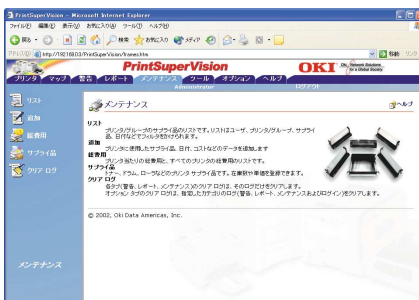 PrintSuperVision - Microsoft Internet Explorer
ファイル(F) 編集(E) 表示(V) お気に入り(A) ツール(T) ヘルプ(H)
戻る 検索 お気に入り メディア
アドレス(D) http://192.168.0.3/PrintSuperVision/frames.htm 移動 リンク
PrintSuperVision
OKI
Network Solutions
for a Global Society
プリンタ マップ 警告 レポート メンテナンス ツール オプション ヘルプ
Administrator ログアウト
リスト
追加
総費用
サプライ品
クリア ログ
メンテナンス
メンテナンス ヘルプ
リスト
プリンタ/グループのサプライ品のリストです。リストはユーザ、プリンタ/グループ、サプライ
品、日付などでフィルタをかけられます。
追加
プリンタに使用したサプライ品、日付、コストなどのデータを追加します
総費用
プリンタ当たりの総費用と、すべてのプリンタの総費用のリストです。
サプライ品
トナー、ドラム、ローラなどのプリンタ サプライ品です。在庫数や単価を登録できます。
クリア ログ
各タブ(警告、レポート、メンテナンス)のクリア ログは、そのログだけをクリアします。
オプション タブのクリア ログは、指定したカテゴリのログ(警告、レポート、メンテナンスおよびログイン)をクリアします。
© 2002, Oki Data Americas, Inc.